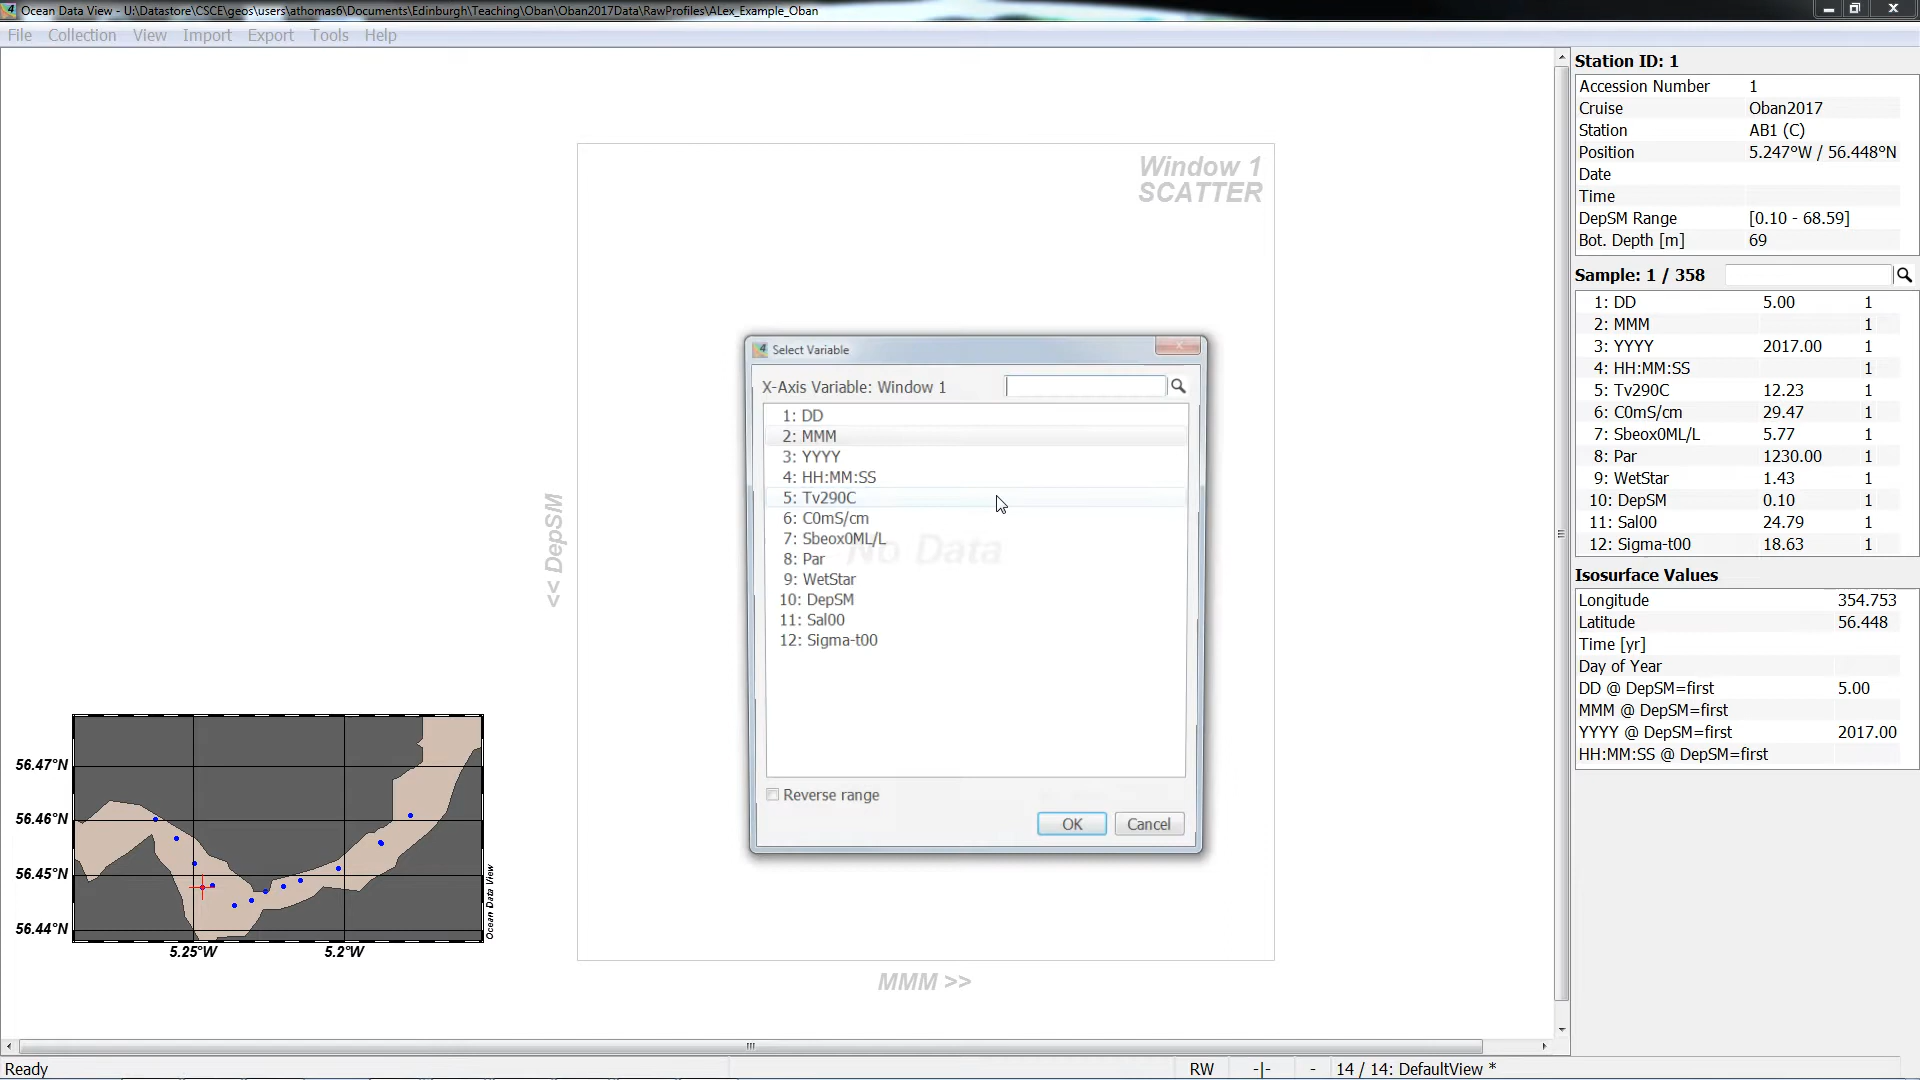 Ocean Data View - U:\Datastore\CSCE\geos\users\athomas6\Documents\Edinburgh\Teaching\Oban\Oban2017Data\RawProfiles\ALex_Example_Oban
File Collection View Import Export Tools Help
Window 1
SCATTER
<< DepSM
No Data
MMM >>
Select Variable
X-Axis Variable: Window 1
1: DD
2: MMM
3: YYYY
4: HH:MM:SS
5: Tv290C
6: C0mS/cm
7: Sbeox0ML/L
8: Par
9: WetStar
10: DepSM
11: Sal00
12: Sigma-t00
Reverse range
OK Cancel
56.47°N
56.46°N
56.45°N
56.44°N
5.25°W 5.2°W
Ocean Data View
Station ID: 1
Accession Number 1
Cruise Oban2017
Station AB1 (C)
Position 5.247°W / 56.448°N
Date
Time
DepSM Range [0.10 - 68.59]
Bot. Depth [m] 69
Sample: 1 / 358
1: DD 5.00 1
2: MMM 1
3: YYYY 2017.00 1
4: HH:MM:SS 1
5: Tv290C 12.23 1
6: C0mS/cm 29.47 1
7: Sbeox0ML/L 5.77 1
8: Par 1230.00 1
9: WetStar 1.43 1
10: DepSM 0.10 1
11: Sal00 24.79 1
12: Sigma-t00 18.63 1
Isosurface Values
Longitude 354.753
Latitude 56.448
Time [yr]
Day of Year
DD @ DepSM=first 5.00
MMM @ DepSM=first
YYYY @ DepSM=first 2017.00
HH:MM:SS @ DepSM=first
Ready RW -|- - 14 / 14: DefaultView *